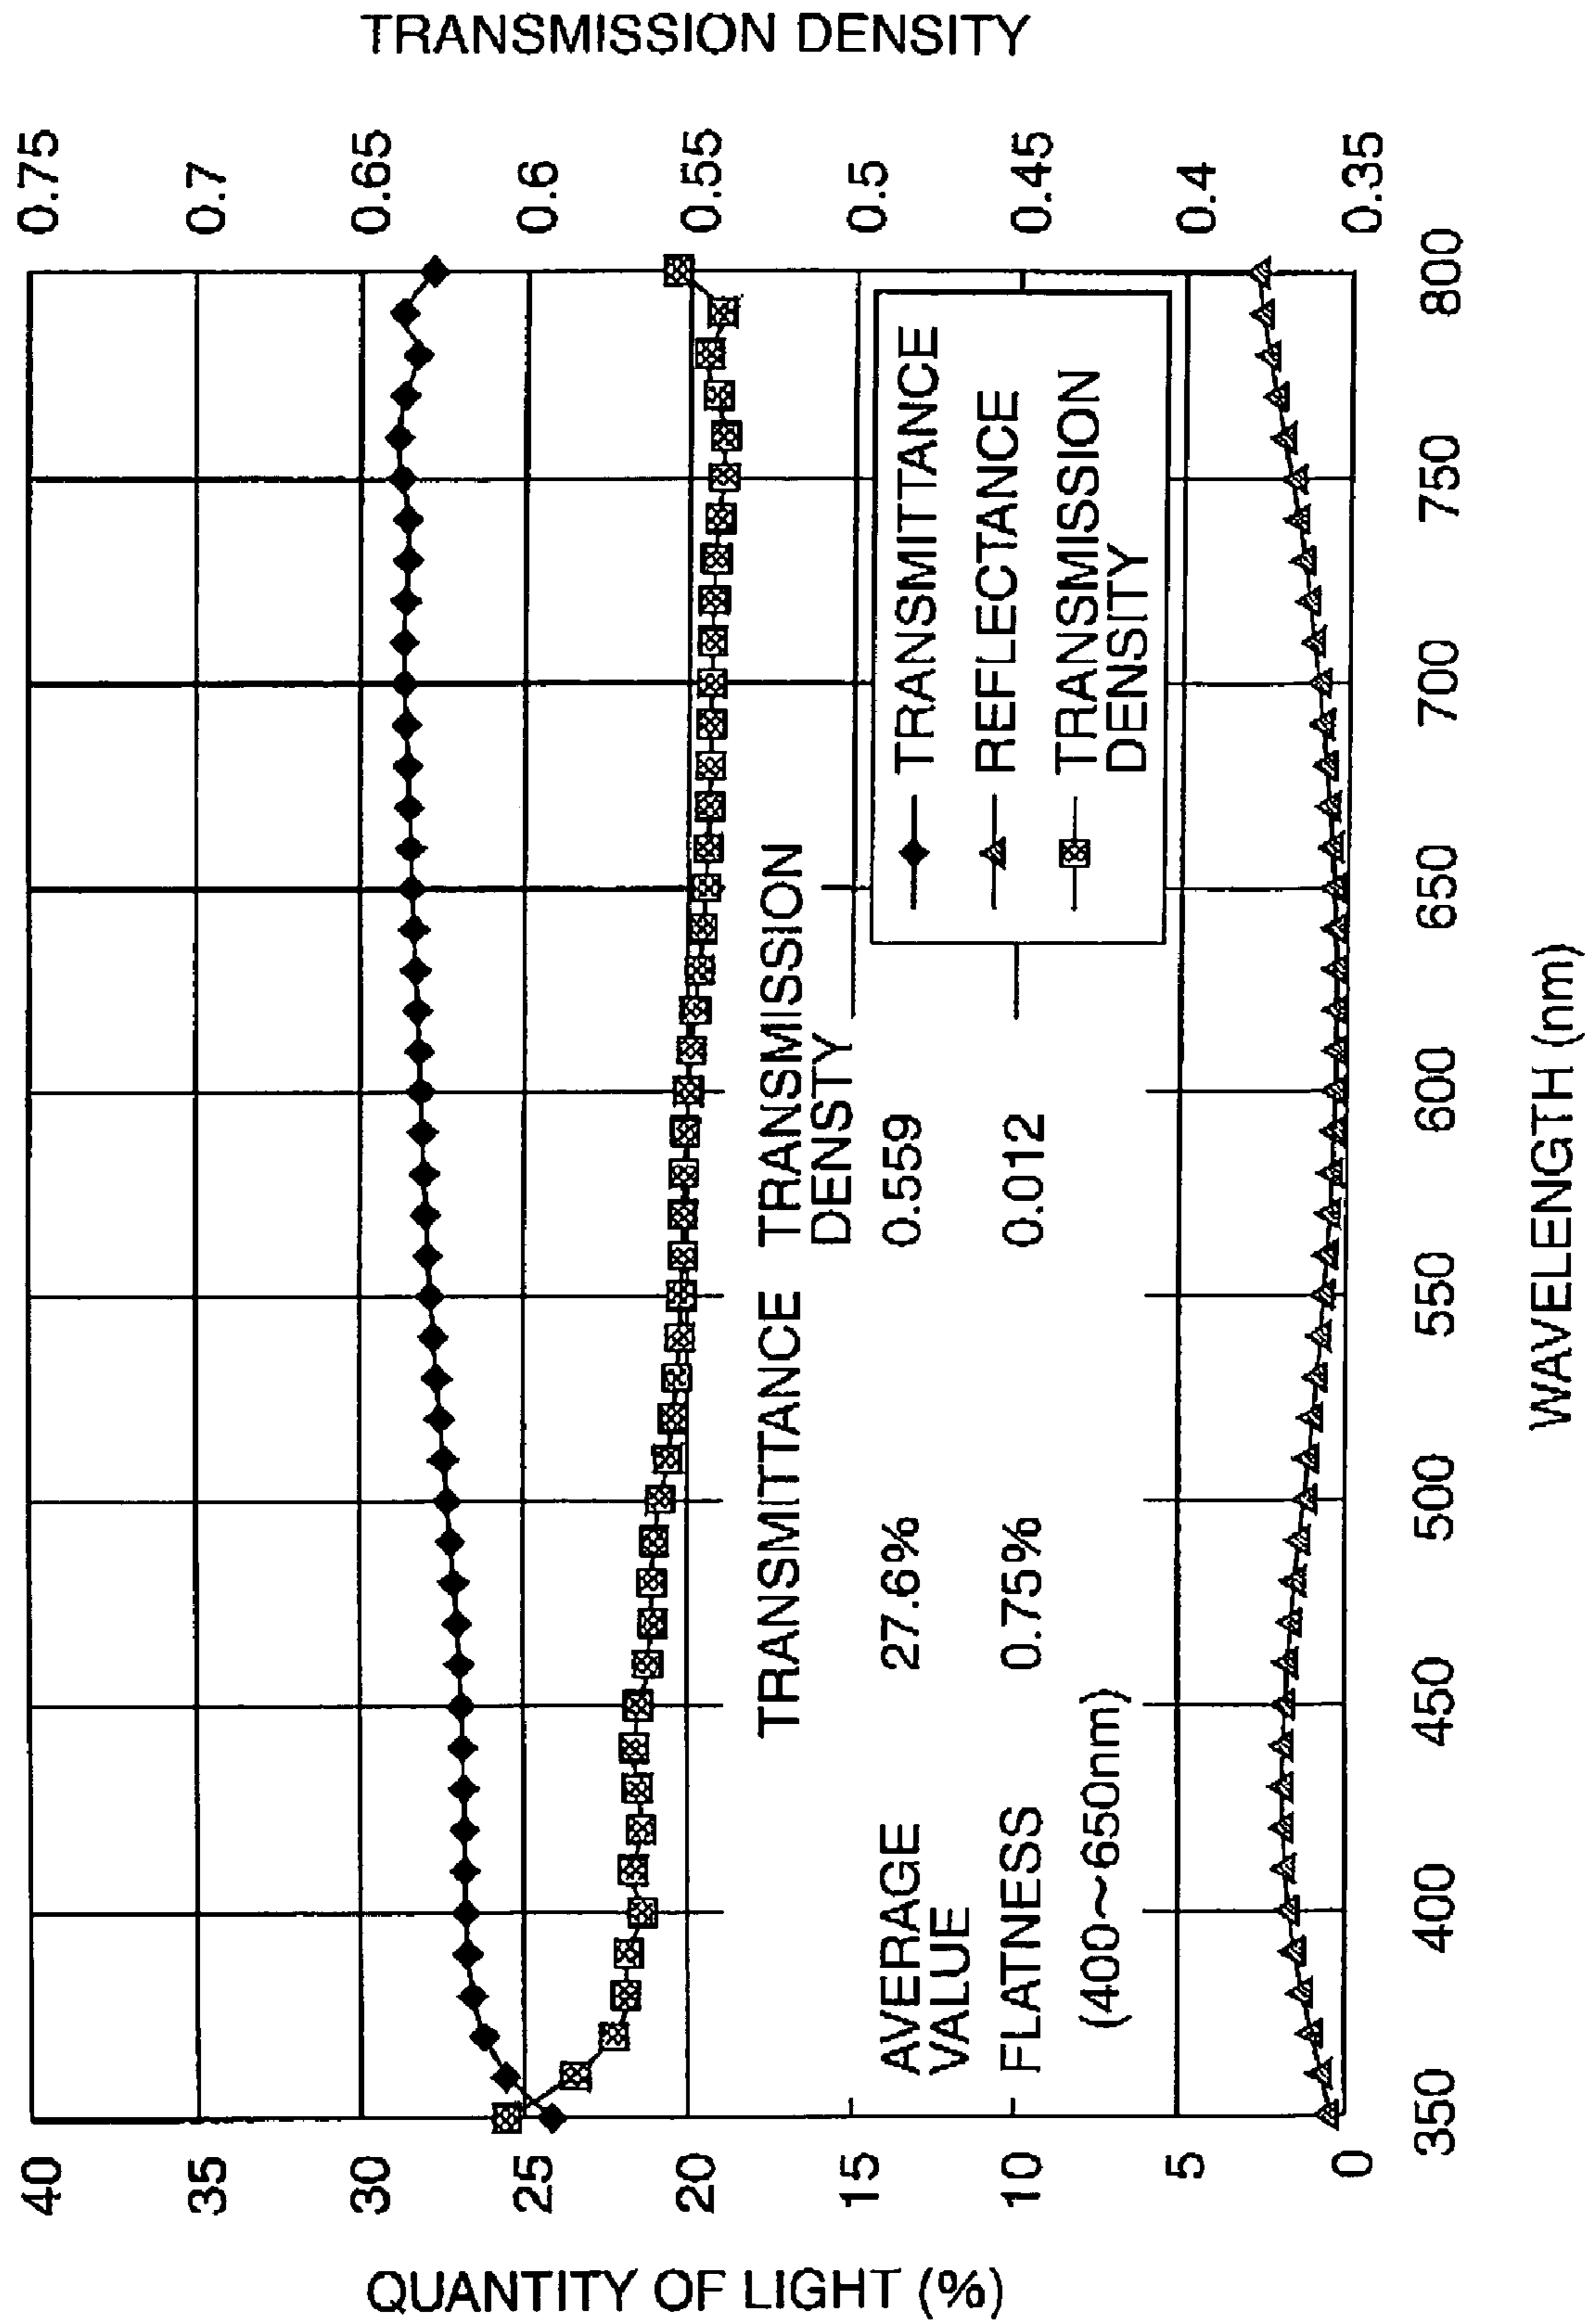 TRANSMISSION DENSITY
QUANTITY OF LIGHT (%)
40
35
30
25
20
15
10
5
0
0.75
0.7
0.65
0.6
0.55
0.5
0.45
0.4
0.35
TRANSMITTANCE TRANSMISSION
DENSTY
AVERAGE
VALUE
27.6%
0.559
FLATNESS
0.75%
0.012
(400~650nm)
TRANSMITTANCE
REFLECTANCE
TRANSMISSION
DENSITY
350
400
450
500
550
600
650
700
750
800
WAVELENGTH (nm)